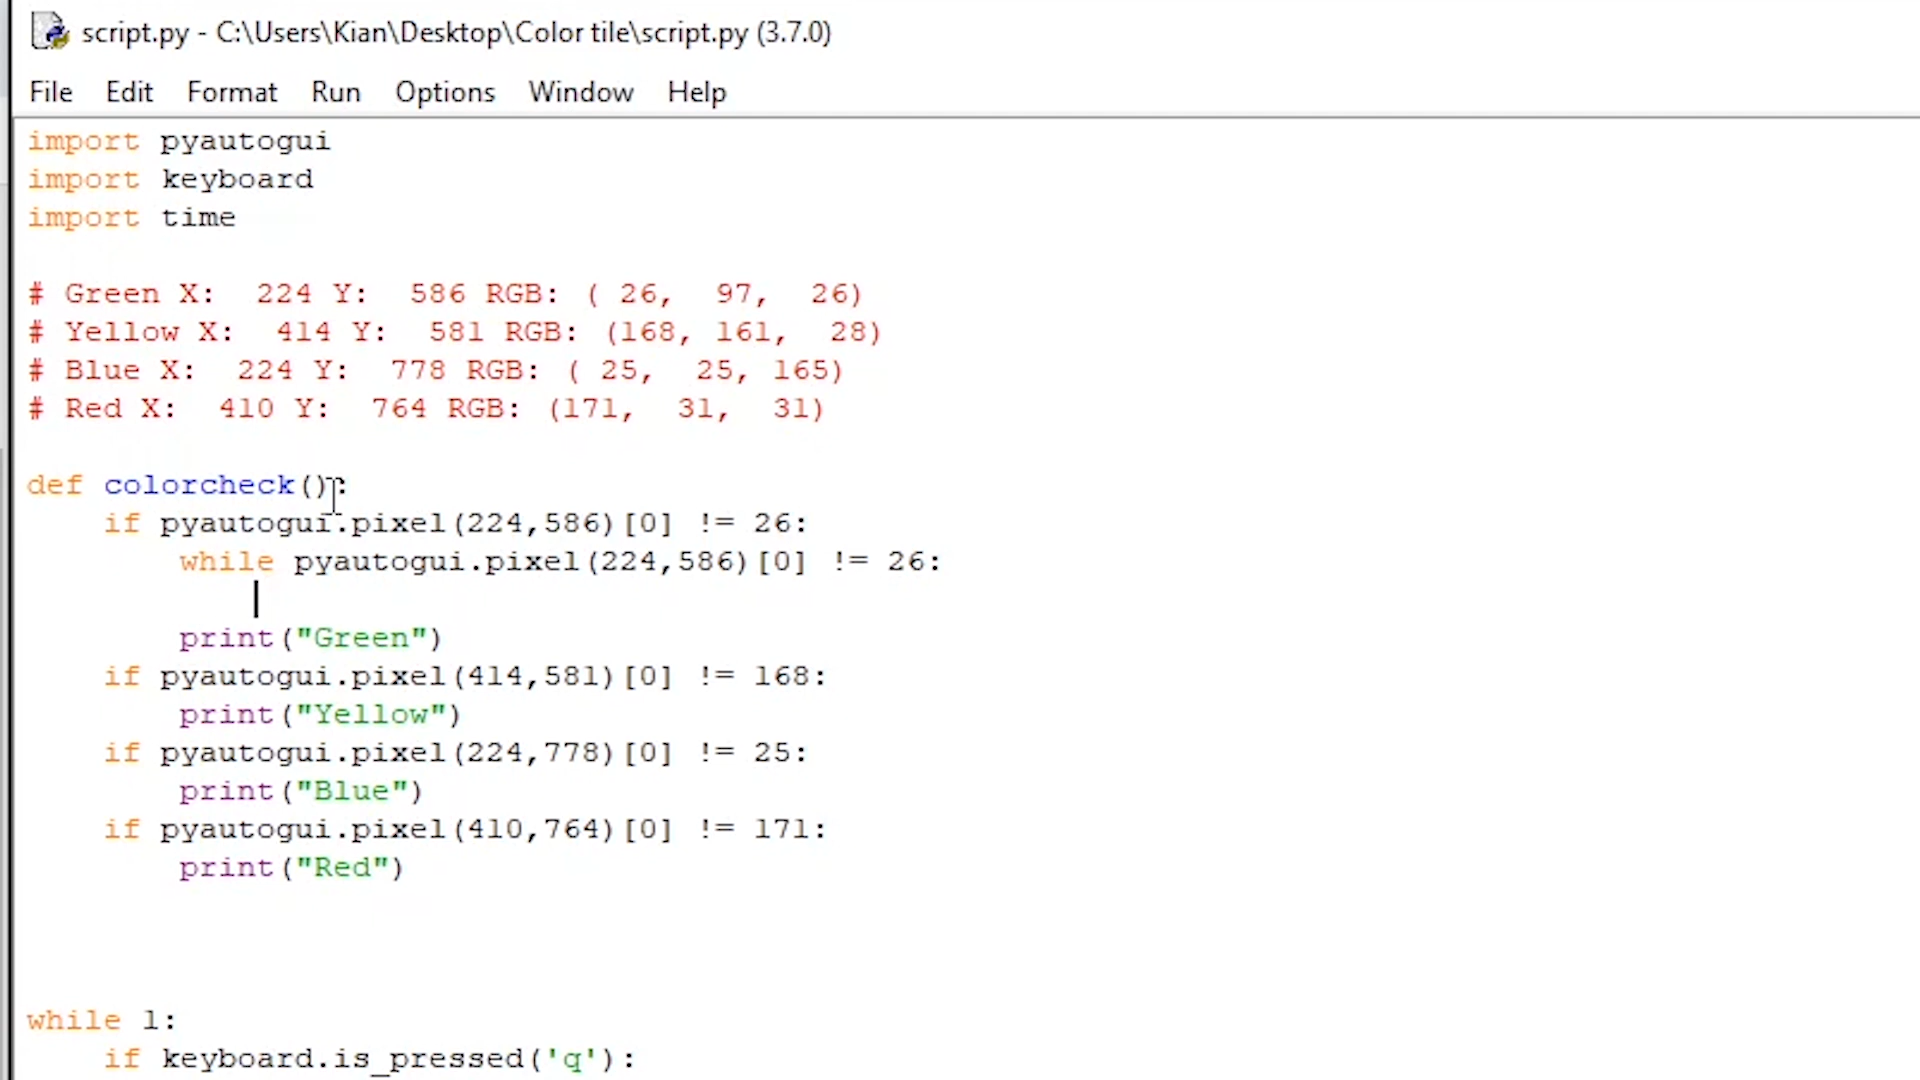 script.py - C:\Users\Kian\Desktop\Color tile\script.py (3.7.0)
File Edit Format Run Options Window Help
import pyautogui
import keyboard
import time
# Green X:  224 Y:  586 RGB: ( 26,  97,  26)
# Yellow X:  414 Y:  581 RGB: (168, 161,  28)
# Blue X:  224 Y:  778 RGB: ( 25,  25, 165)
# Red X:  410 Y:  764 RGB: (171,  31,  31)
def colorcheck():
    if pyautogui.pixel(224,586)[0] != 26:
        while pyautogui.pixel(224,586)[0] != 26:
        print("Green")
    if pyautogui.pixel(414,581)[0] != 168:
        print("Yellow")
    if pyautogui.pixel(224,778)[0] != 25:
        print("Blue")
    if pyautogui.pixel(410,764)[0] != 171:
        print("Red")
while 1:
    if keyboard.is_pressed('q'):